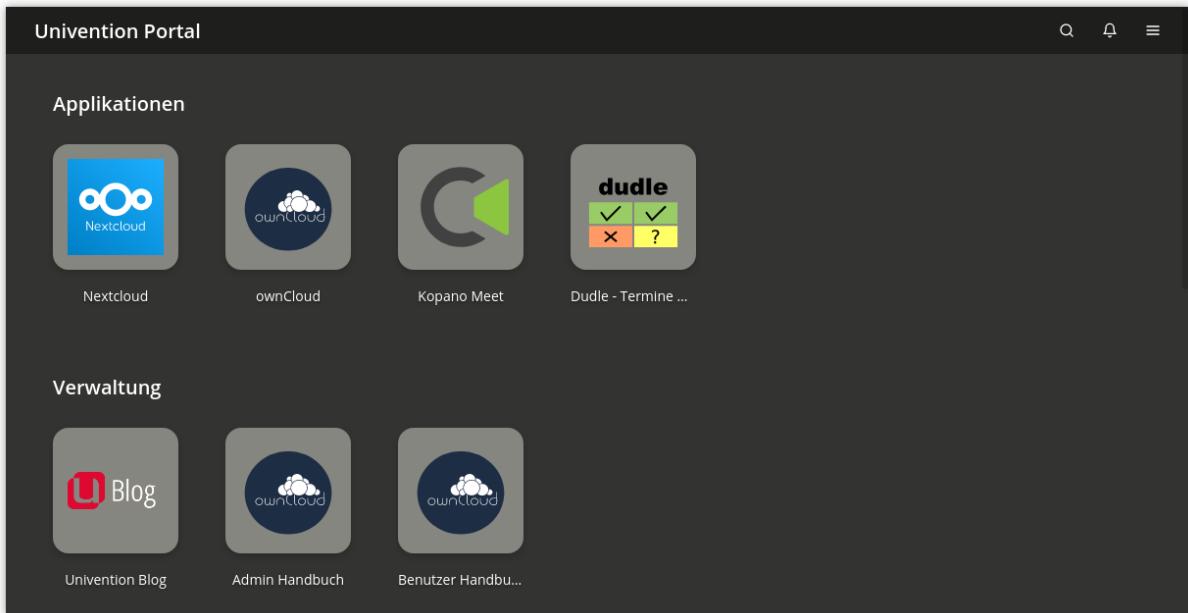 Univention Portal
Applikationen
Nextcloud
ownCloud
dudle
?
Nextcloud
ownCloud
Kopano Meet
Dudle - Termine ...
Verwaltung
U Blog
ownCloud
ownCloud
Univention Blog
Admin Handbuch
Benutzer Handbu...